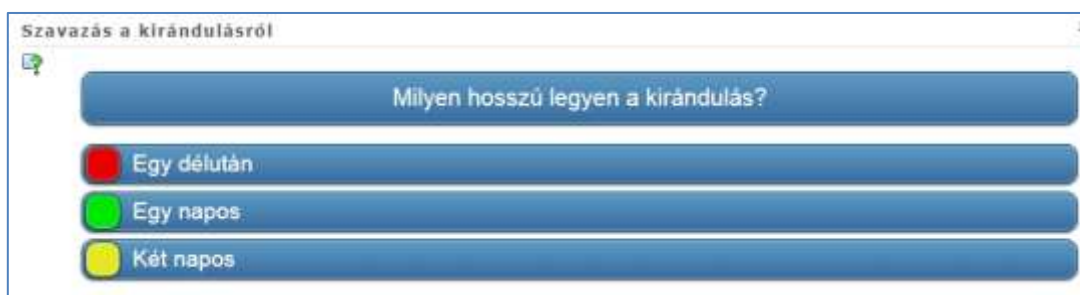 Szavazás a kirándulásról
Milyen hosszú legyen a kirándulás?
Egy délután
Egy napos
Két napos